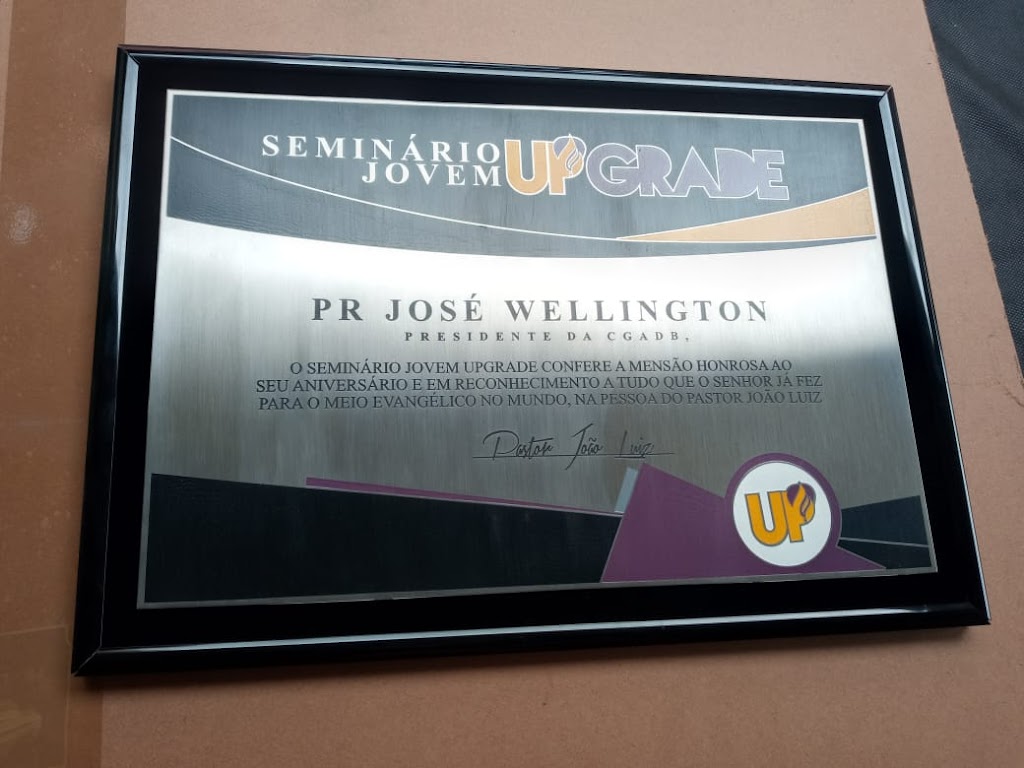 SEMINÁRIO
JOVEM UPGRADE
PR JOSÉ WELLINGTON
PRESIDENTE DA CGADB,
O SEMINÁRIO JOVEM UPGRADE CONFERE A MENSÃO HONROSA AO
SEU ANIVERSÁRIO E EM RECONHECIMENTO A TUDO QUE O SENHOR JÁ FEZ
PARA O MEIO EVANGÉLICO NO MUNDO, NA PESSOA DO PASTOR JOÃO LUIZ
Pastor João Luiz
UP